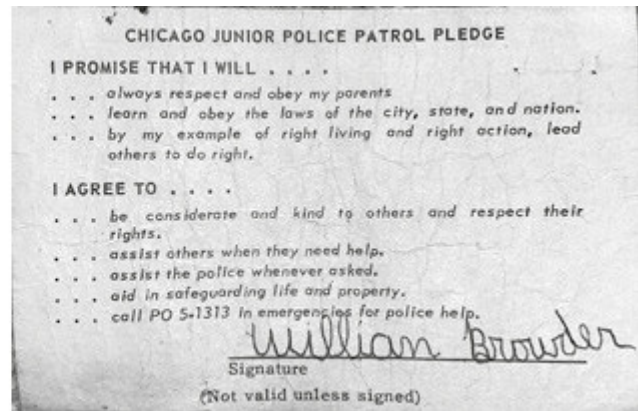 CHICAGO JUNIOR POLICE PATROL PLEDGE
I PROMISE THAT I WILL . . . .
. . . always respect and obey my parents
. . . learn and obey the laws of the city, state, and nation.
. . . by my example of right living and right action, lead
others to do right.
I AGREE TO . . . .
. . . be considerate and kind to others and respect their
rights.
. . . assist others when they need help.
. . . assist the police whenever asked.
. . . aid in safeguarding life and property.
. . . call PO 5-1313 in emergencies for police help.
Willian Browder
Signature
(Not valid unless signed)